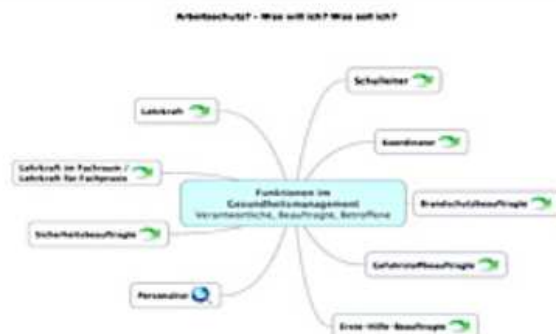 Arbeitsschutz? - Was will ich? Was soll ich?
Schulleiter
Lehrkraft
Koordinator
Lehrkraft im Fachraum /
Lehrkraft für Fachpraxis
Funktionen im
Gesundheitsmanagement
Verantwortliche, Beauftragte, Betroffene
Brandschutzbeauftragte
Sicherheitsbeauftragte
Gefahrstoffbeauftragte
Personalrat
Erste-Hilfe-Beauftragte